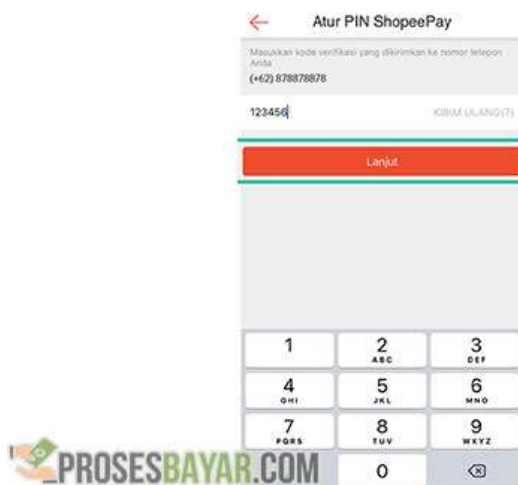 Atur PIN ShopeePay
Masukkan kode verifikasi yang dikirimkan ke nomor telepon
Anda
(+62) 878878878
123456 KIRIM ULANG(7)
Lanjut
1 2 3
ABC DEF
4 5 6
GHI JKL MNO
7 8 9
PQRS TUV WXYZ
0
PROSESBAYAR.COM